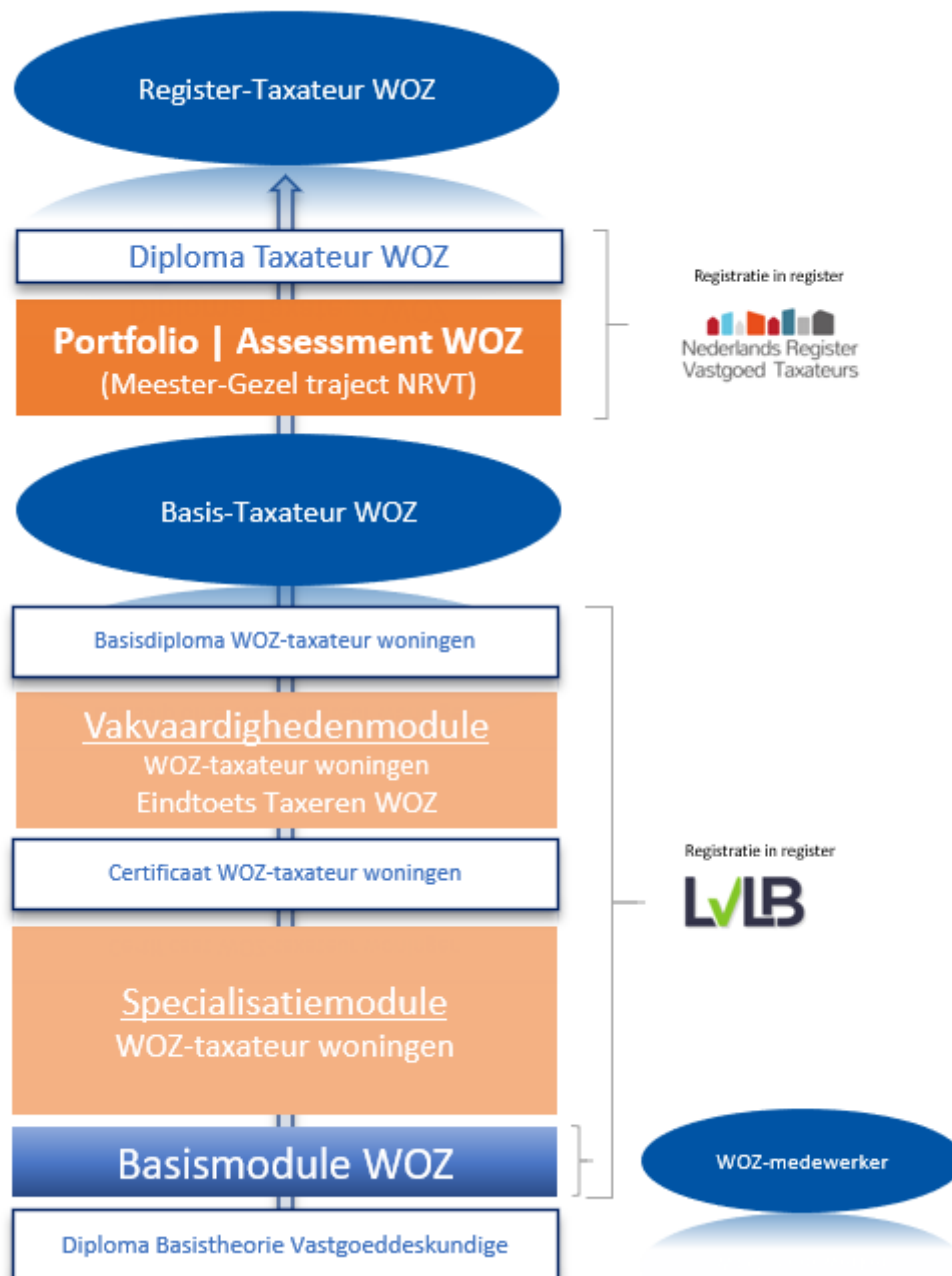 Register-Taxateur WOZ
Diploma Taxateur WOZ
Portfolio | Assessment WOZ
(Meester-Gezel traject NRVT)
Registratie in register
Nederlands Register
Vastgoed Taxateurs
Basis-Taxateur WOZ
Basisdiploma WOZ-taxateur woningen
Vakvaardighedenmodule
WOZ-taxateur woningen
Eindtoets Taxeren WOZ
Certificaat WOZ-taxateur woningen
Registratie in register
LVLB
Specialisatiemodule
WOZ-taxateur woningen
Basismodule WOZ
WOZ-medewerker
Diploma Basistheorie Vastgoeddeskundige